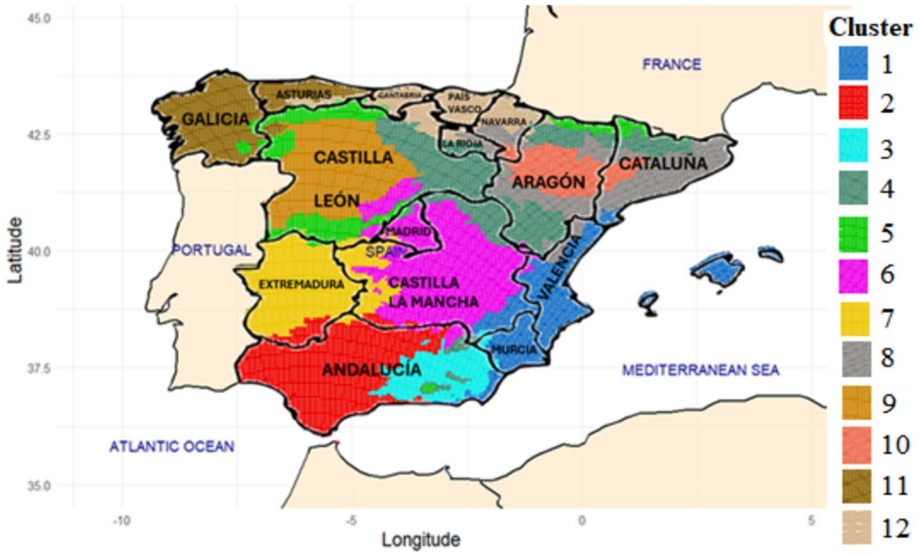 Cluster
1
2
3
4
5
6
7
8
9
10
11
12
45.0
42.5
40.0
37.5
35.0
Latitude
-10
-5
0
5
Longitude
FRANCE
PORTUGAL
SPAIN
MEDITERRANEAN SEA
ATLANTIC OCEAN
GALICIA
ASTURIAS
CANTABRIA
PAÍS
VASCO
NAVARRA
LA RIOJA
CASTILLA
LEÓN
ARAGÓN
CATALUÑA
MADRID
EXTREMADURA
CASTILLA
LA MANCHA
VALENCIA
MURCIA
ANDALUCÍA